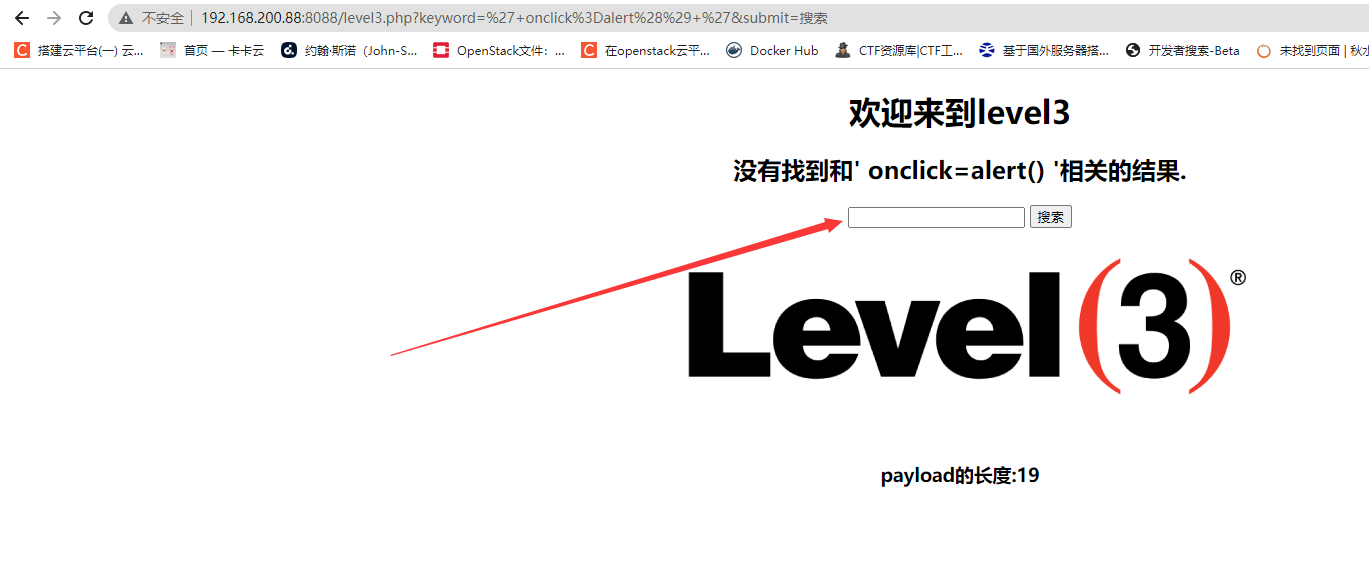 不安全 192.168.200.88:8088/level3.php?keyword=%27+onclick%3Dalert%28%29+%27&submit=搜索
搭建云平台(一) 云... 首页 — 卡卡云 约翰·斯诺（John-S... OpenStack文件：... 在openstack云平... Docker Hub CTF资源库|CTF工... 基于国外服务器搭... 开发者搜索-Beta 未找到页面 | 秋水
欢迎来到level3
没有找到和' onclick=alert() '相关的结果.
搜索
Level(3)®
payload的长度:19